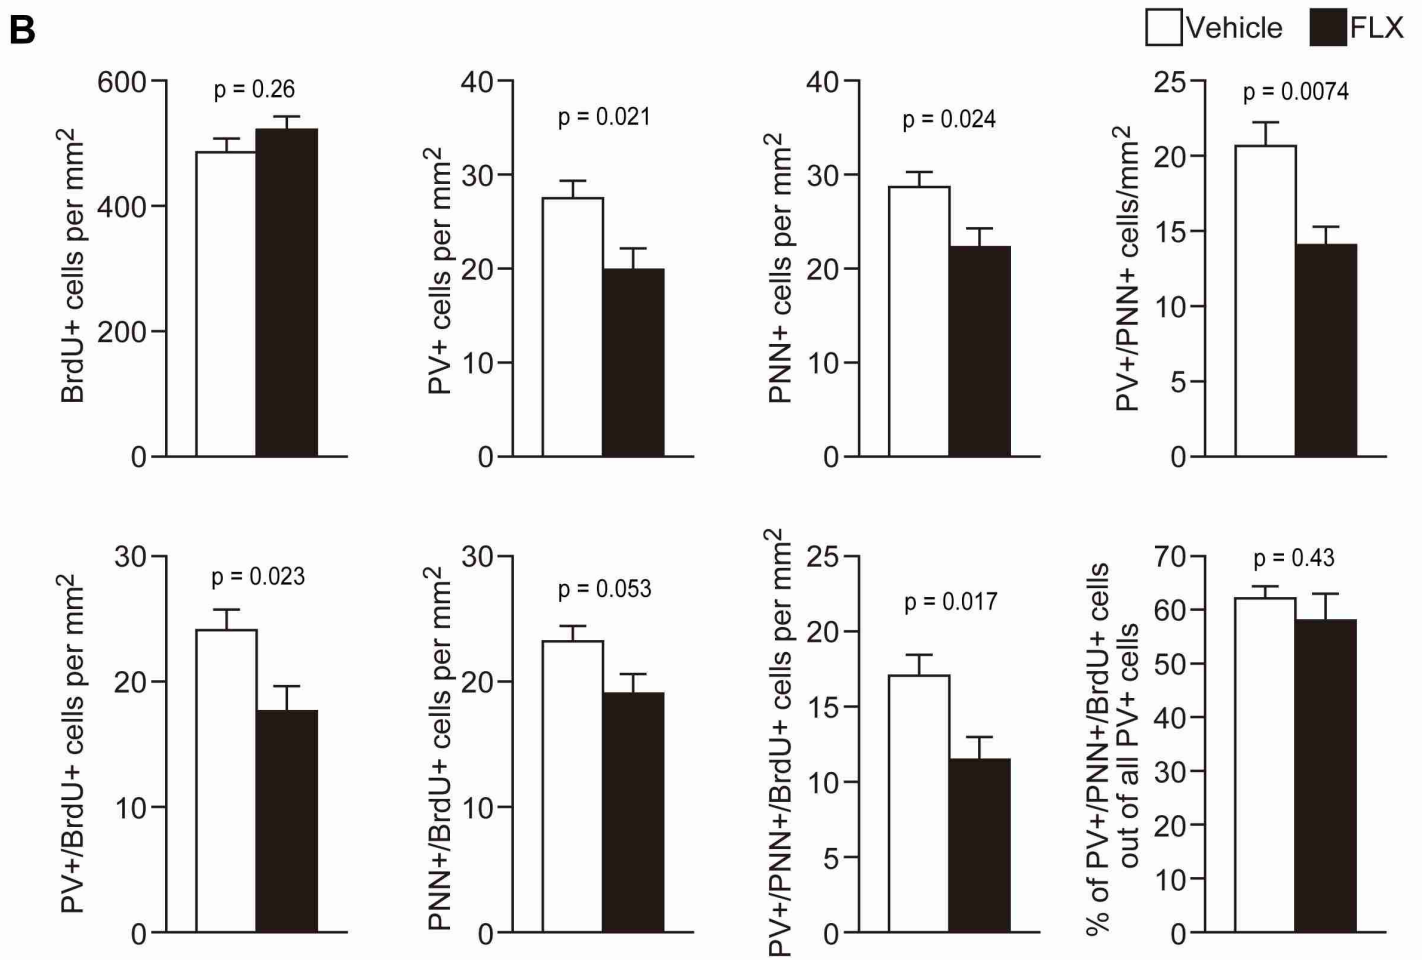 B
Vehicle FLX
BrdU+ cells per mm2
600
400
200
0
p = 0.26
PV+ cells per mm2
40
30
20
10
0
p = 0.021
PNN+ cells per mm2
40
30
20
10
0
p = 0.024
PV+/PNN+ cells/mm2
25
20
15
10
5
0
p = 0.0074
PV+/BrdU+ cells per mm2
30
20
10
0
p = 0.023
PNN+/BrdU+ cells per mm2
30
20
10
0
p = 0.053
PV+/PNN+/BrdU+ cells per mm2
25
20
15
10
5
0
p = 0.017
% of PV+/PNN+/BrdU+ cells
out of all PV+ cells
70
60
50
40
30
20
10
0
p = 0.43